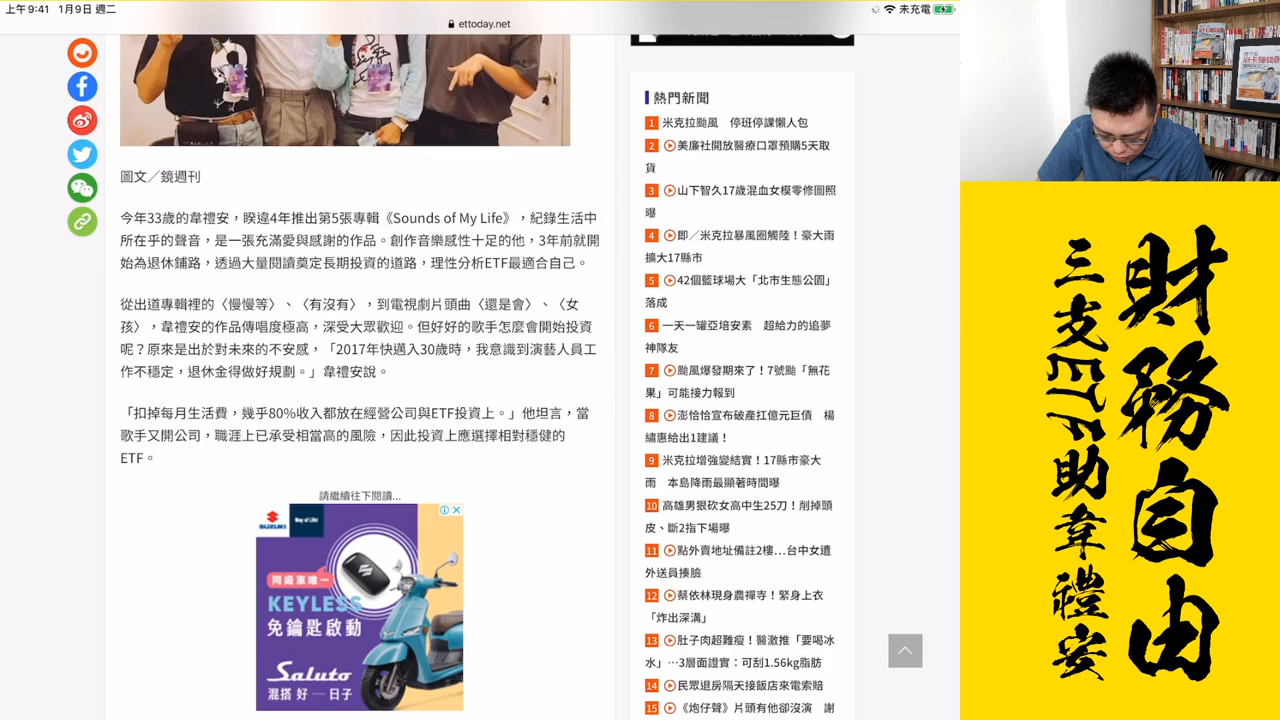 上午9:41 1月9日 週二
ettoday.net
未充電
圖文／鏡週刊
今年33歲的韋禮安，睽違4年推出第5張專輯《Sounds of My Life》，紀錄生活中
所在乎的聲音，是一張充滿愛與感謝的作品。創作音樂感性十足的他，3年前就開
始為退休鋪路，透過大量閱讀奠定長期投資的道路，理性分析ETF最適合自己。
從出道專輯裡的〈慢慢等〉、〈有沒有〉，到電視劇片頭曲〈還是會〉、〈女
孩〉，韋禮安的作品傳唱度極高，深受大眾歡迎。但好好的歌手怎麼會開始投資
呢？原來是出於對未來的不安感，「2017年快邁入30歲時，我意識到演藝人員工
作不穩定，退休金得做好規劃。」韋禮安說。
「扣掉每月生活費，幾乎80%收入都放在經營公司與ETF投資上。」他坦言，當
歌手又開公司，職涯上已承受相當高的風險，因此投資上應選擇相對穩健的
ETF。
請繼續往下閱讀...
SUZUKI
Way of Life!
同級車唯一
KEYLESS
免鑰匙啟動
Saluto
混搭 好一日子
熱門新聞
1 米克拉颱風 停班停課懶人包
2 美廉社開放醫療口罩預購5天取
貨
3 山下智久17歲混血女模零修圖照
曝
4 即／米克拉暴風圈觸陸！豪大雨
擴大17縣市
5 42個籃球場大「北市生態公園」
落成
6 一天一罐亞培安素 超給力的追夢
神隊友
7 颱風爆發期來了！7號颱「無花
果」可能接力報到
8 澎恰恰宣布破產扛億元巨債 楊
繡惠給出1建議！
9 米克拉增強變結實！17縣市豪大
雨 本島降雨最顯著時間曝
10 高雄男狠砍女高中生25刀！削掉頭
皮、斷2指下場曝
11 點外賣地址備註2樓…台中女遭
外送員揍臉
12 蔡依林現身農禪寺！緊身上衣
「炸出深溝」
13 肚子肉超難瘦！醫激推「要喝冰
水」…3層面證實：可刮1.56kg脂肪
14 民眾退房隔天接飯店來電索賠
15 《炮仔聲》片頭有他卻沒演 謝
財務自由
三支ETF助韋禮安